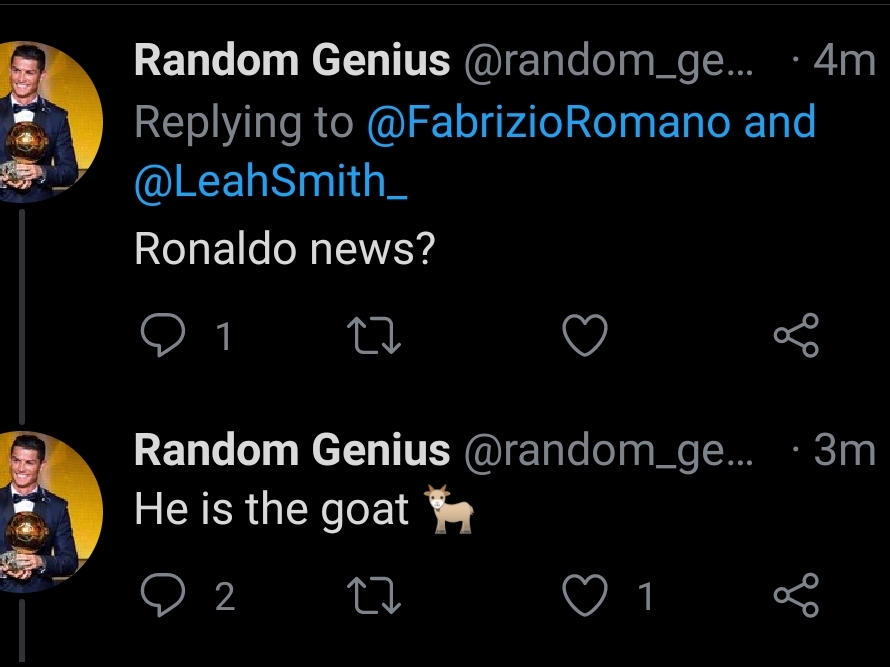 Random Genius @random_ge... · 4m
Replying to @FabrizioRomano and
@LeahSmith_
Ronaldo news?
1
Random Genius @random_ge... · 3m
He is the goat 🐐
2 1